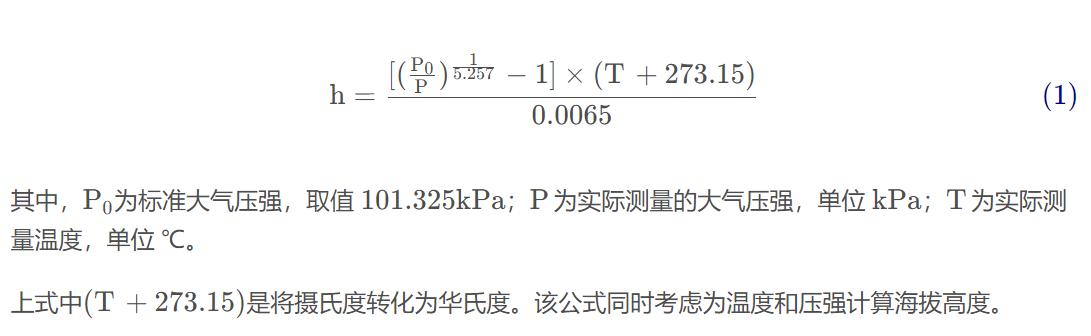 h = \frac{[(\frac{P_0}{P})^{\frac{1}{5.257}} - 1] \times (T + 273.15)}{0.0065} (1)
其中，P₀为标准大气压强，取值 101.325kPa；P 为实际测量的大气压强，单位 kPa；T 为实际测
量温度，单位 ℃。
上式中(T + 273.15)是将摄氏度转化为华氏度。该公式同时考虑为温度和压强计算海拔高度。